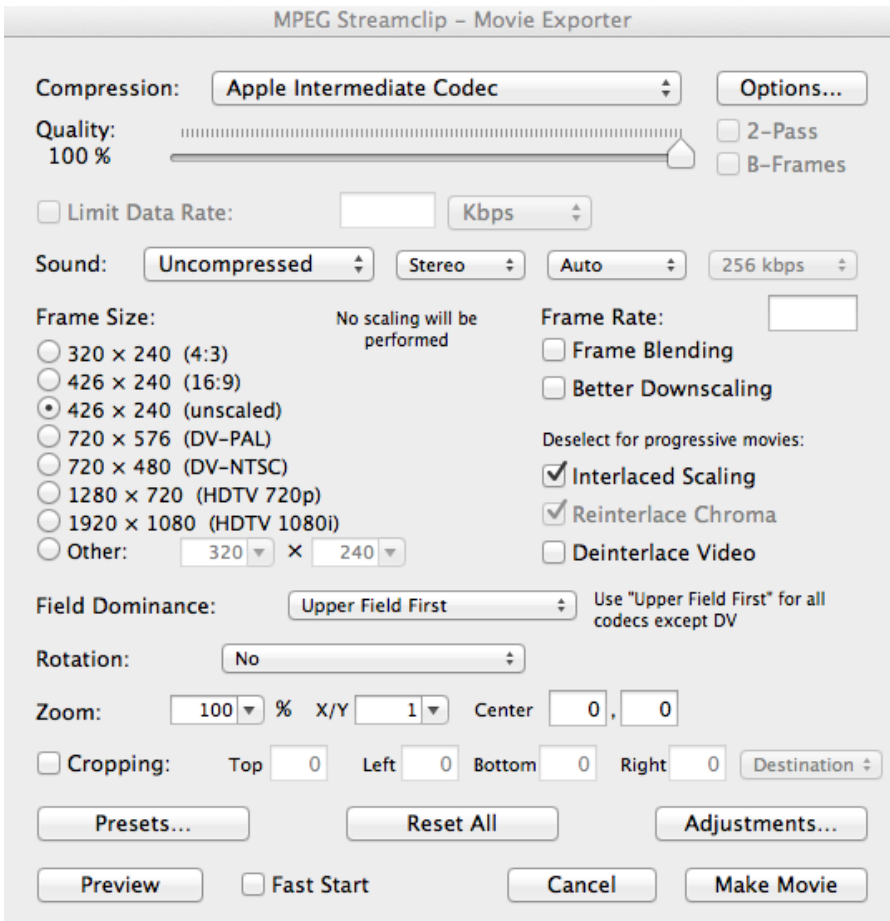 MPEG Streamclip – Movie Exporter
Compression: Apple Intermediate Codec Options...
Quality: 2-Pass
100 % B-Frames
Limit Data Rate: Kbps
Sound: Uncompressed Stereo Auto 256 kbps
Frame Size: No scaling will be performed Frame Rate:
320 × 240 (4:3) Frame Blending
426 × 240 (16:9) Better Downscaling
426 × 240 (unscaled)
720 × 576 (DV-PAL) Deselect for progressive movies:
720 × 480 (DV-NTSC) Interlaced Scaling
1280 × 720 (HDTV 720p)
1920 × 1080 (HDTV 1080i) Reinterlace Chroma
Other: 320 × 240 Deinterlace Video
Field Dominance: Upper Field First Use "Upper Field First" for all
codecs except DV
Rotation: No
Zoom: 100 % X/Y 1 Center 0 , 0
Cropping: Top 0 Left 0 Bottom 0 Right 0 Destination
Presets... Reset All Adjustments...
Preview Fast Start Cancel Make Movie